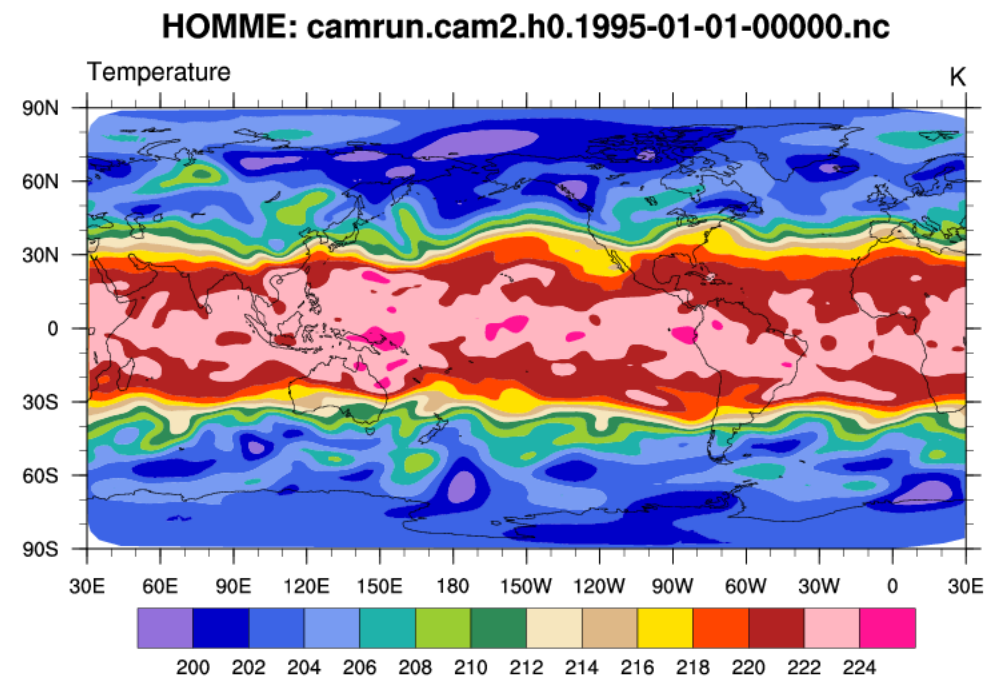 HOMME: camrun.cam2.h0.1995-01-01-00000.nc
Temperature K
90N
60N
30N
0
30S
60S
90S
30E 60E 90E 120E 150E 180 150W 120W 90W 60W 30W 0 30E
200 202 204 206 208 210 212 214 216 218 220 222 224